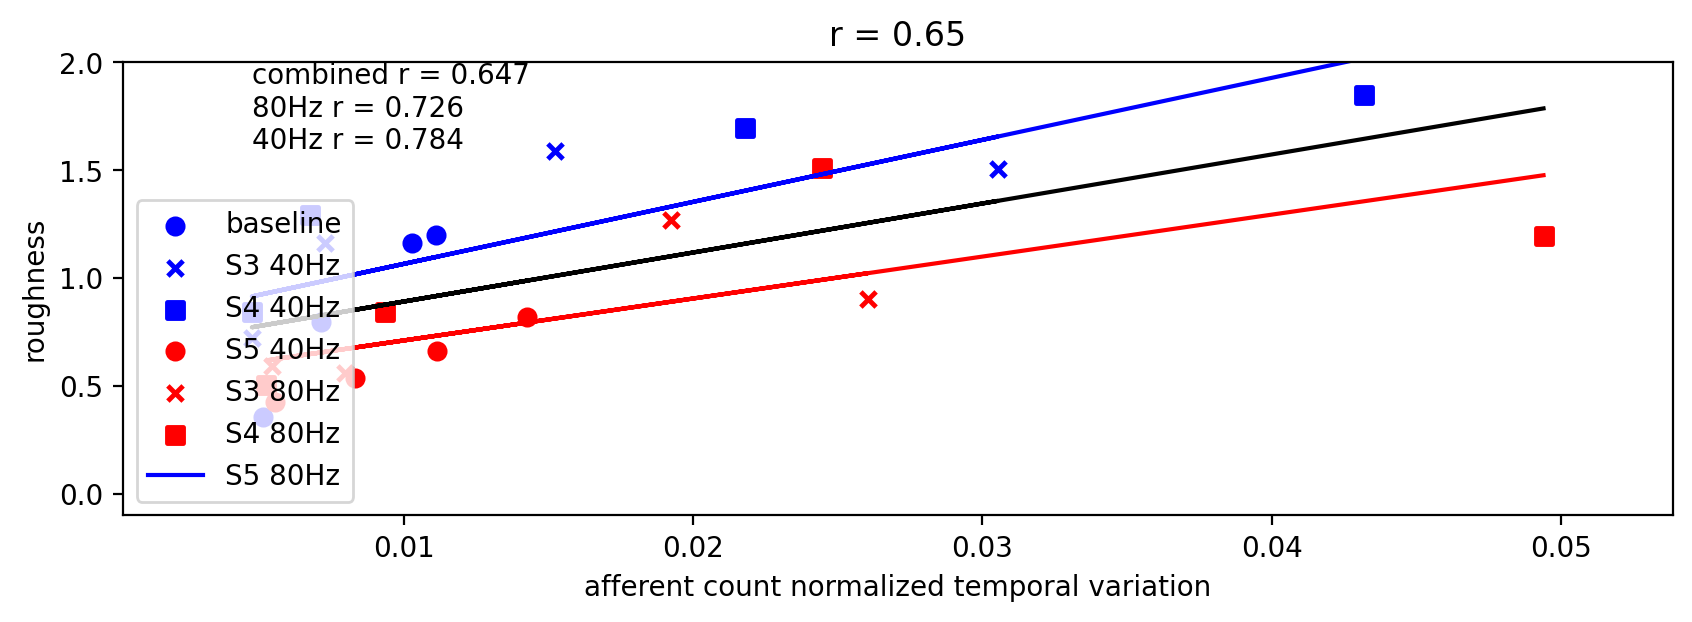 r = 0.65
combined r = 0.647
80Hz r = 0.726
40Hz r = 0.784
2.0
1.5
1.0
0.5
0.0
roughness
baseline
S3 40Hz
S4 40Hz
S5 40Hz
S3 80Hz
S4 80Hz
S5 80Hz
0.01 0.02 0.03 0.04 0.05
afferent count normalized temporal variation